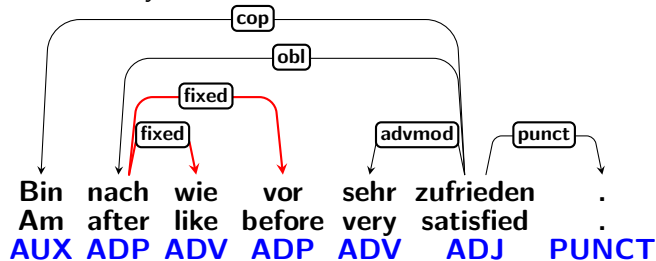 cop
obl
fixed
fixed advmod punct
Bin nach wie vor sehr zufrieden .
Am after like before very satisfied .
AUX ADP ADV ADP ADV ADJ PUNCT